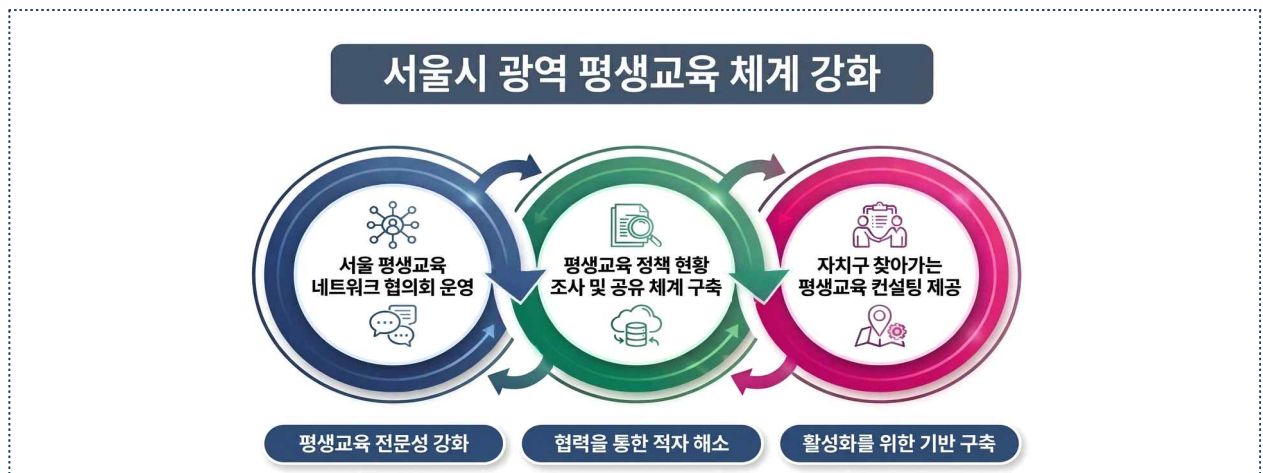 서울시 광역 평생교육 체계 강화
서울 평생교육
네트워크 협의회 운영
평생교육 정책 현황
조사 및 공유 체계 구축
자치구 찾아가는
평생교육 컨설팅 제공
평생교육 전문성 강화
협력을 통한 적자 해소
활성화를 위한 기반 구축